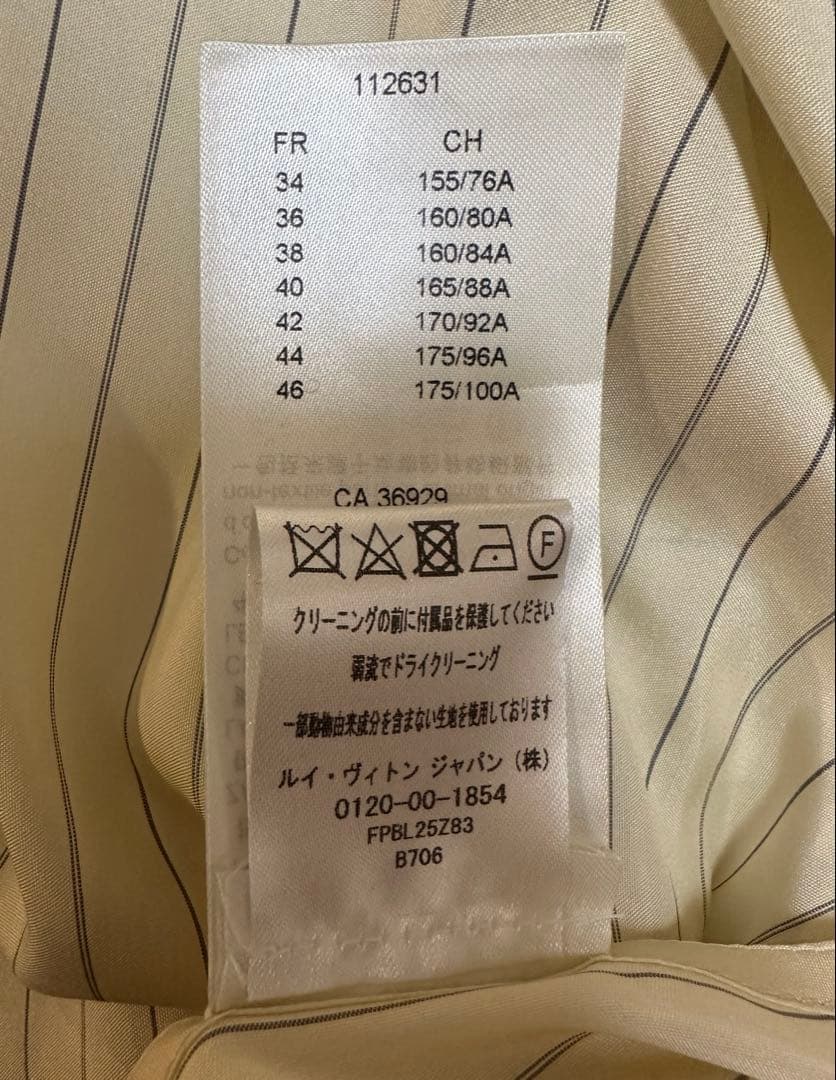 112631
FR CH
34 155/76A
36 160/80A
38 160/84A
40 165/88A
42 170/92A
44 175/96A
46 175/100A
CA 36929
F
クリーニングの前に付属品を保護してください
弱流でドライクリーニング
一部動物由来成分を含まない生地を使用しております
ルイ・ヴィトン ジャパン (株)
0120-00-1854
FPBL25Z83
B706